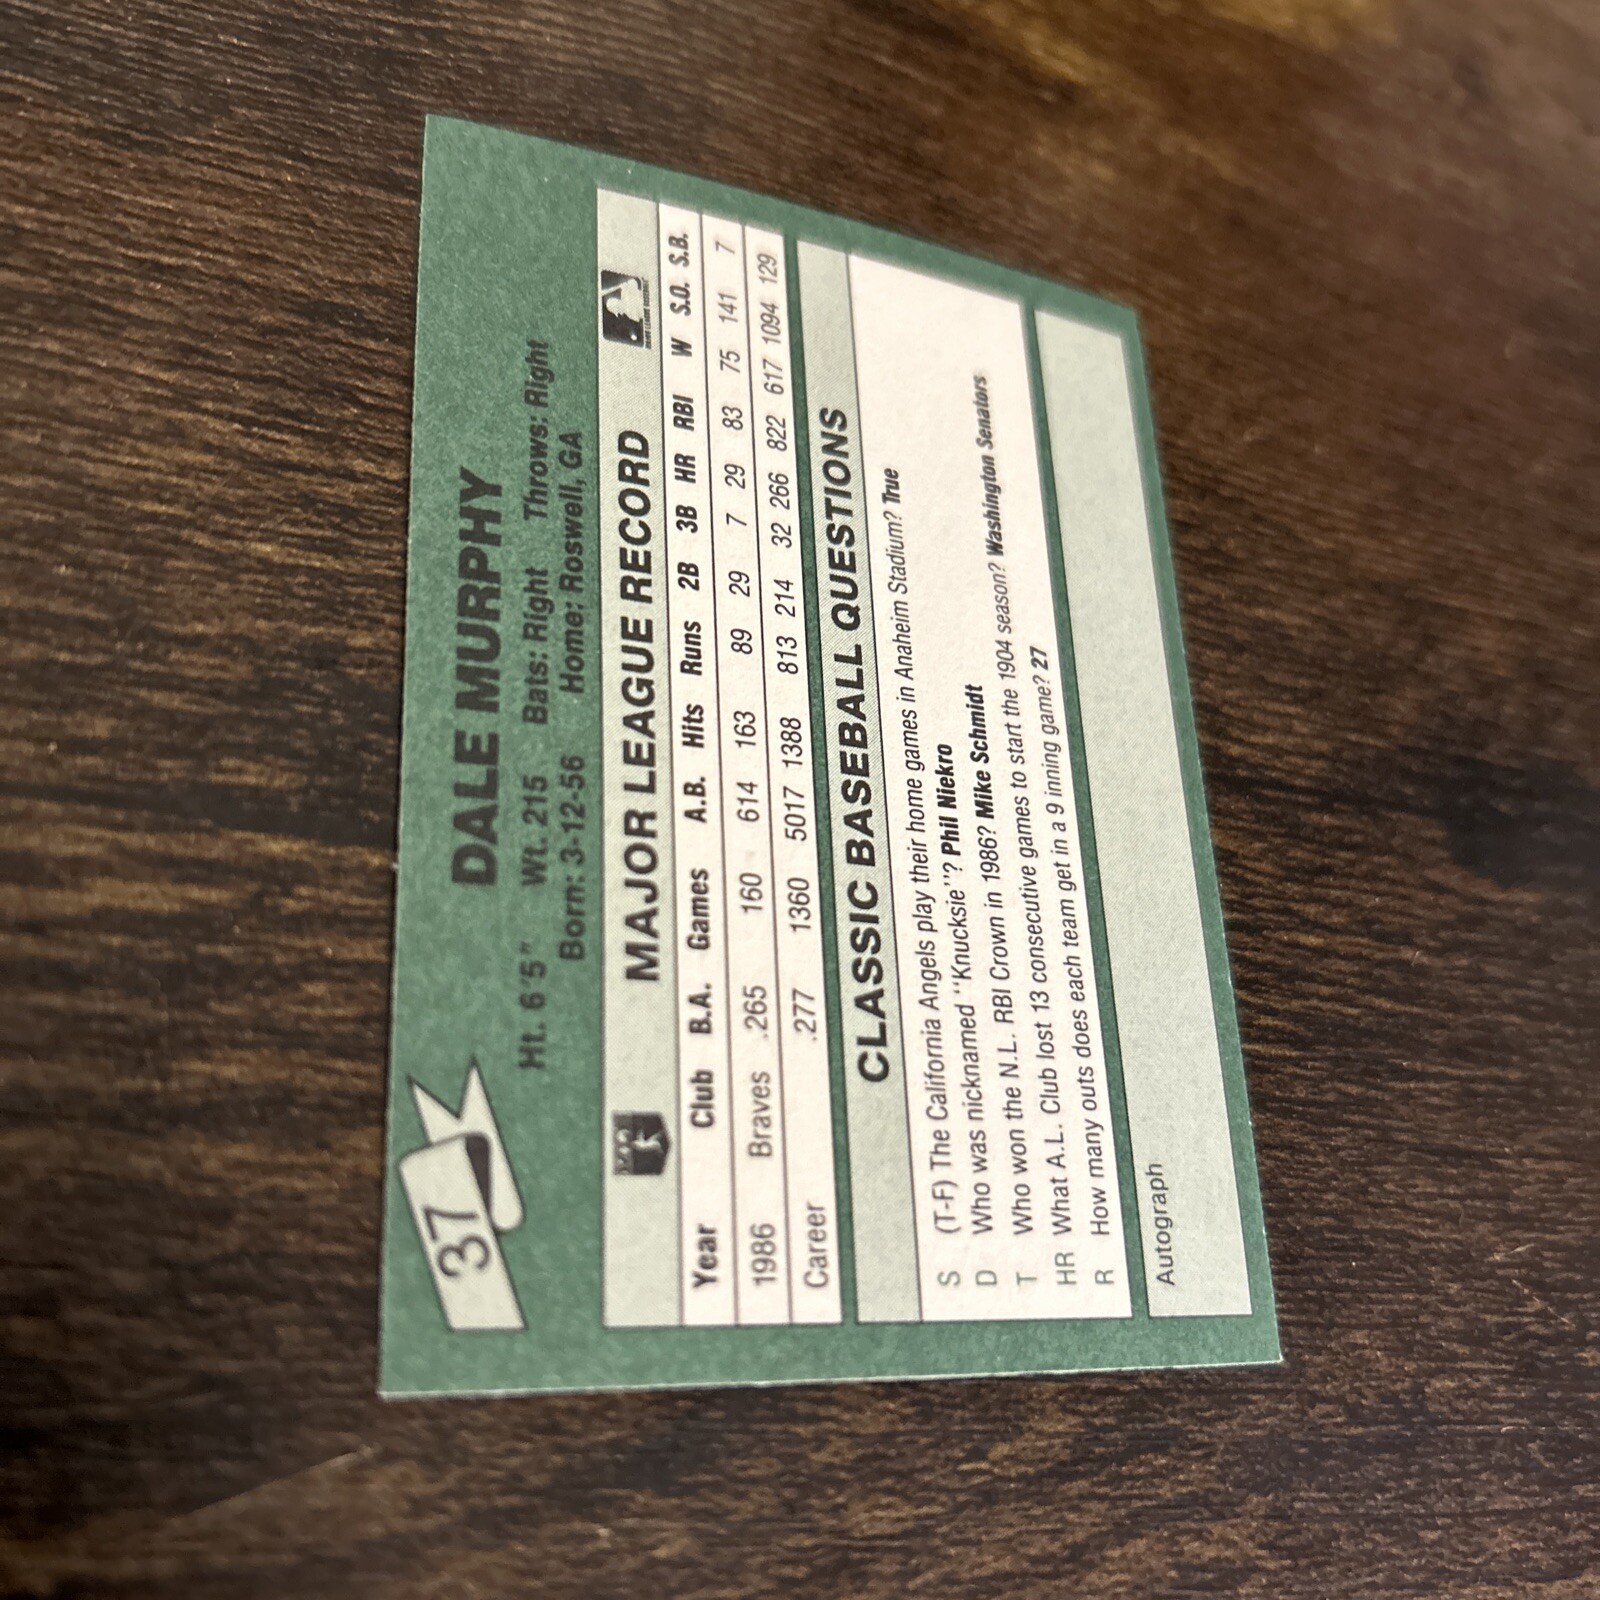 37
DALE MURPHY
Ht. 6'5" Wt. 215 Bats: Right Throws: Right
Born: 3-12-56 Home: Roswell, GA
MAJOR LEAGUE RECORD
Year Club B.A. Games A.B. Hits Runs 2B 3B HR RBI W S.O. S.B.
1986 Braves .265 160 614 163 89 29 7 29 83 75 141 7
Career .277 1360 5017 1388 813 214 32 266 822 617 1094 129
CLASSIC BASEBALL QUESTIONS
S (T-F) The California Angels play their home games in Anaheim Stadium? True
D Who was nicknamed "Knucksie"? Phil Niekro
T Who won the N.L. RBI Crown in 1986? Mike Schmidt
HR What A.L. Club lost 13 consecutive games to start the 1904 season? Washington Senators
R How many outs does each team get in a 9 inning game? 27
Autograph